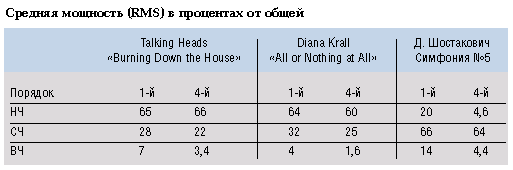 Средняя мощность (RMS) в процентах от общей
Talking Heads Diana Krall Д. Шостакович
«Burning Down the House» «All or Nothing at All» Симфония №5
Порядок 1-й 4-й 1-й 4-й 1-й 4-й
НЧ 65 66 64 60 20 4,6
СЧ 28 22 32 25 66 64
ВЧ 7 3,4 4 1,6 14 4,4